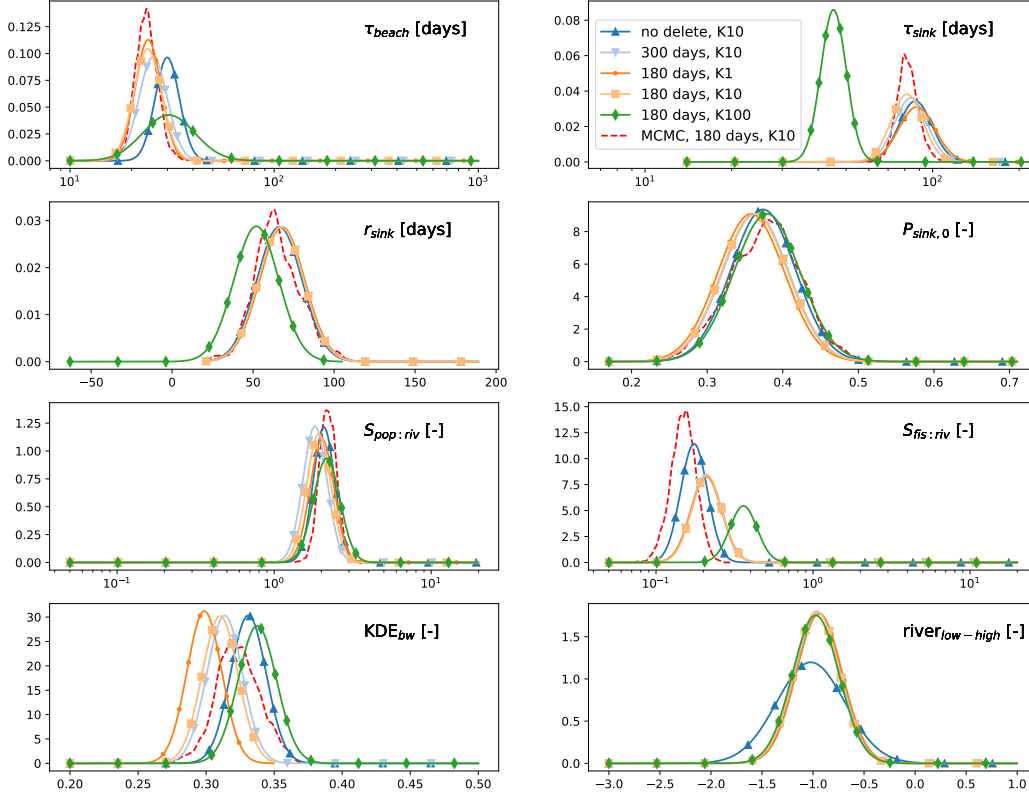 τbeach [days]
0.125
0.100
0.075
0.050
0.025
0.000
10¹ 10² 10³
τsink [days]
no delete, K10
300 days, K10
180 days, K1
180 days, K10
180 days, K100
MCMC, 180 days, K10
0.08
0.06
0.04
0.02
0.00
10¹ 10²
rsink [days]
0.03
0.02
0.01
0.00
−50 0 50 100 150 200
Psink, 0 [-]
8
6
4
2
0
0.2 0.3 0.4 0.5 0.6 0.7
Spop : riv [-]
1.25
1.00
0.75
0.50
0.25
0.00
10⁻¹ 10⁰ 10¹
Sfis : riv [-]
15.0
12.5
10.0
7.5
5.0
2.5
0.0
10⁻¹ 10⁰ 10¹
KDEbw [-]
30
25
20
15
10
5
0
0.20 0.25 0.30 0.35 0.40 0.45 0.50
riverlow − high [-]
1.5
1.0
0.5
0.0
−3.0 −2.5 −2.0 −1.5 −1.0 −0.5 0.0 0.5 1.0